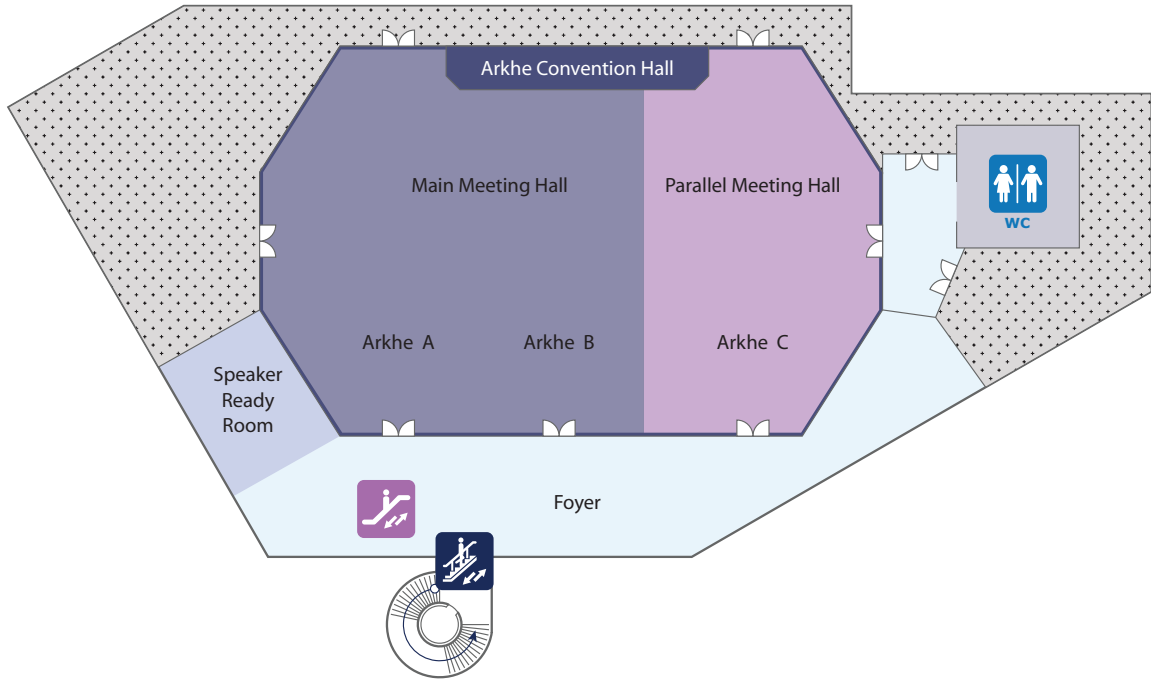 Arkhe Convention Hall
Main Meeting Hall
Parallel Meeting Hall
WC
Arkhe A
Arkhe B
Arkhe C
Speaker
Ready
Room
Foyer